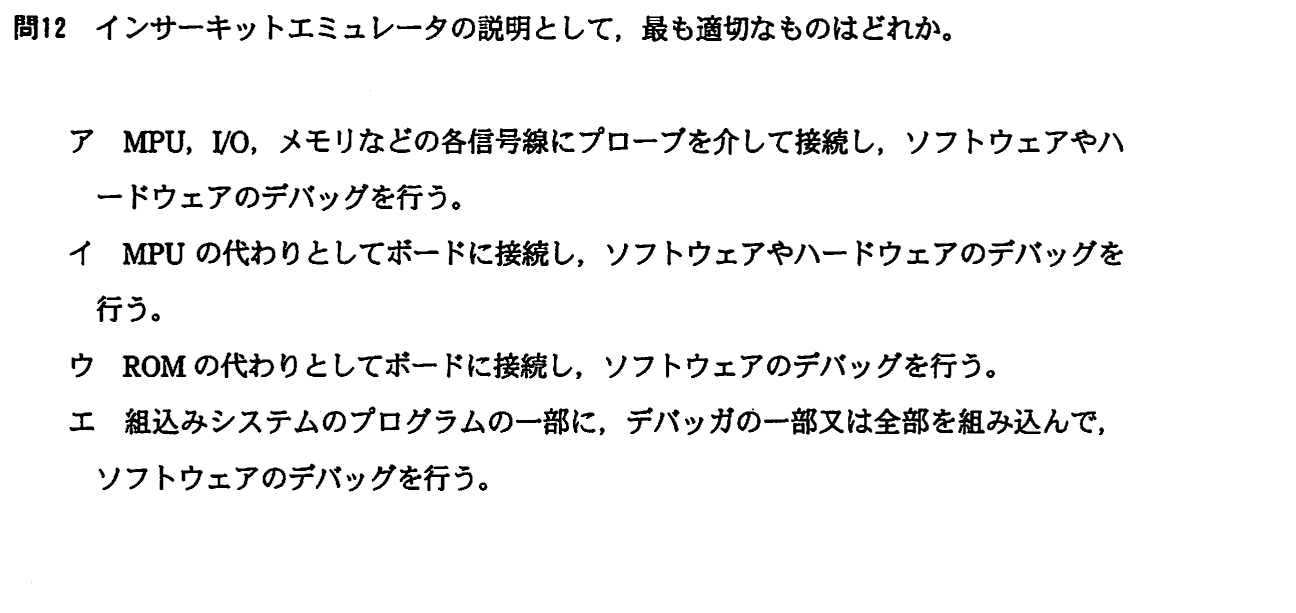 問12　インサーキットエミュレータの説明として，最も適切なものはどれか。
ア　MPU，I/O，メモリなどの各信号線にプローブを介して接続し，ソフトウェアやハ
ードウェアのデバッグを行う。
イ　MPU の代わりとしてボードに接続し，ソフトウェアやハードウェアのデバッグを
行う。
ウ　ROM の代わりとしてボードに接続し，ソフトウェアのデバッグを行う。
エ　組込みシステムのプログラムの一部に，デバッガの一部又は全部を組み込んで，
ソフトウェアのデバッグを行う。